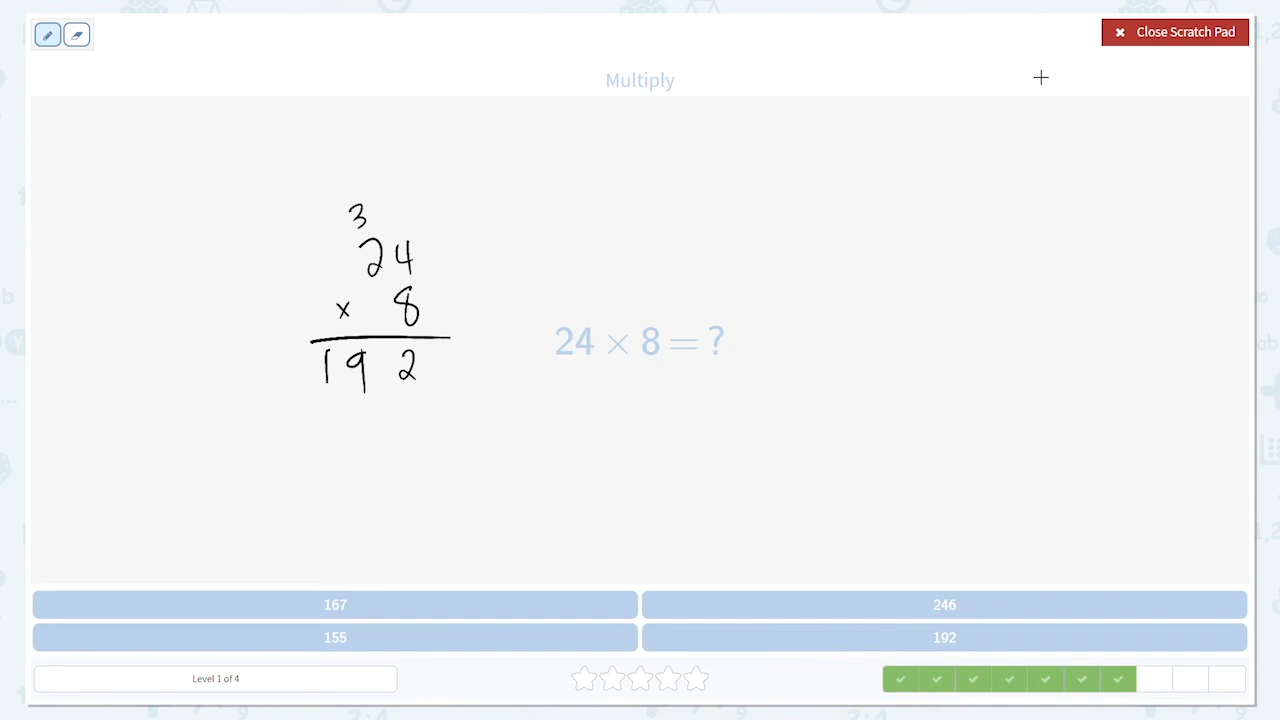 Close Scratch Pad
Multiply
3
24
x 8
192
24 × 8 = ?
167
246
155
192
Level 1 of 4